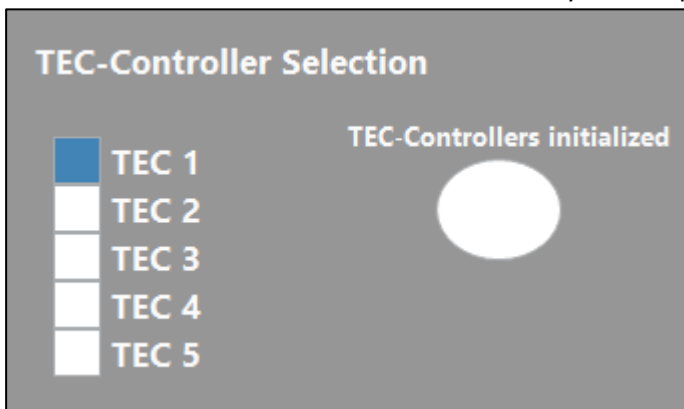 TEC-Controller Selection
TEC-Controllers initialized
TEC 1
TEC 2
TEC 3
TEC 4
TEC 5